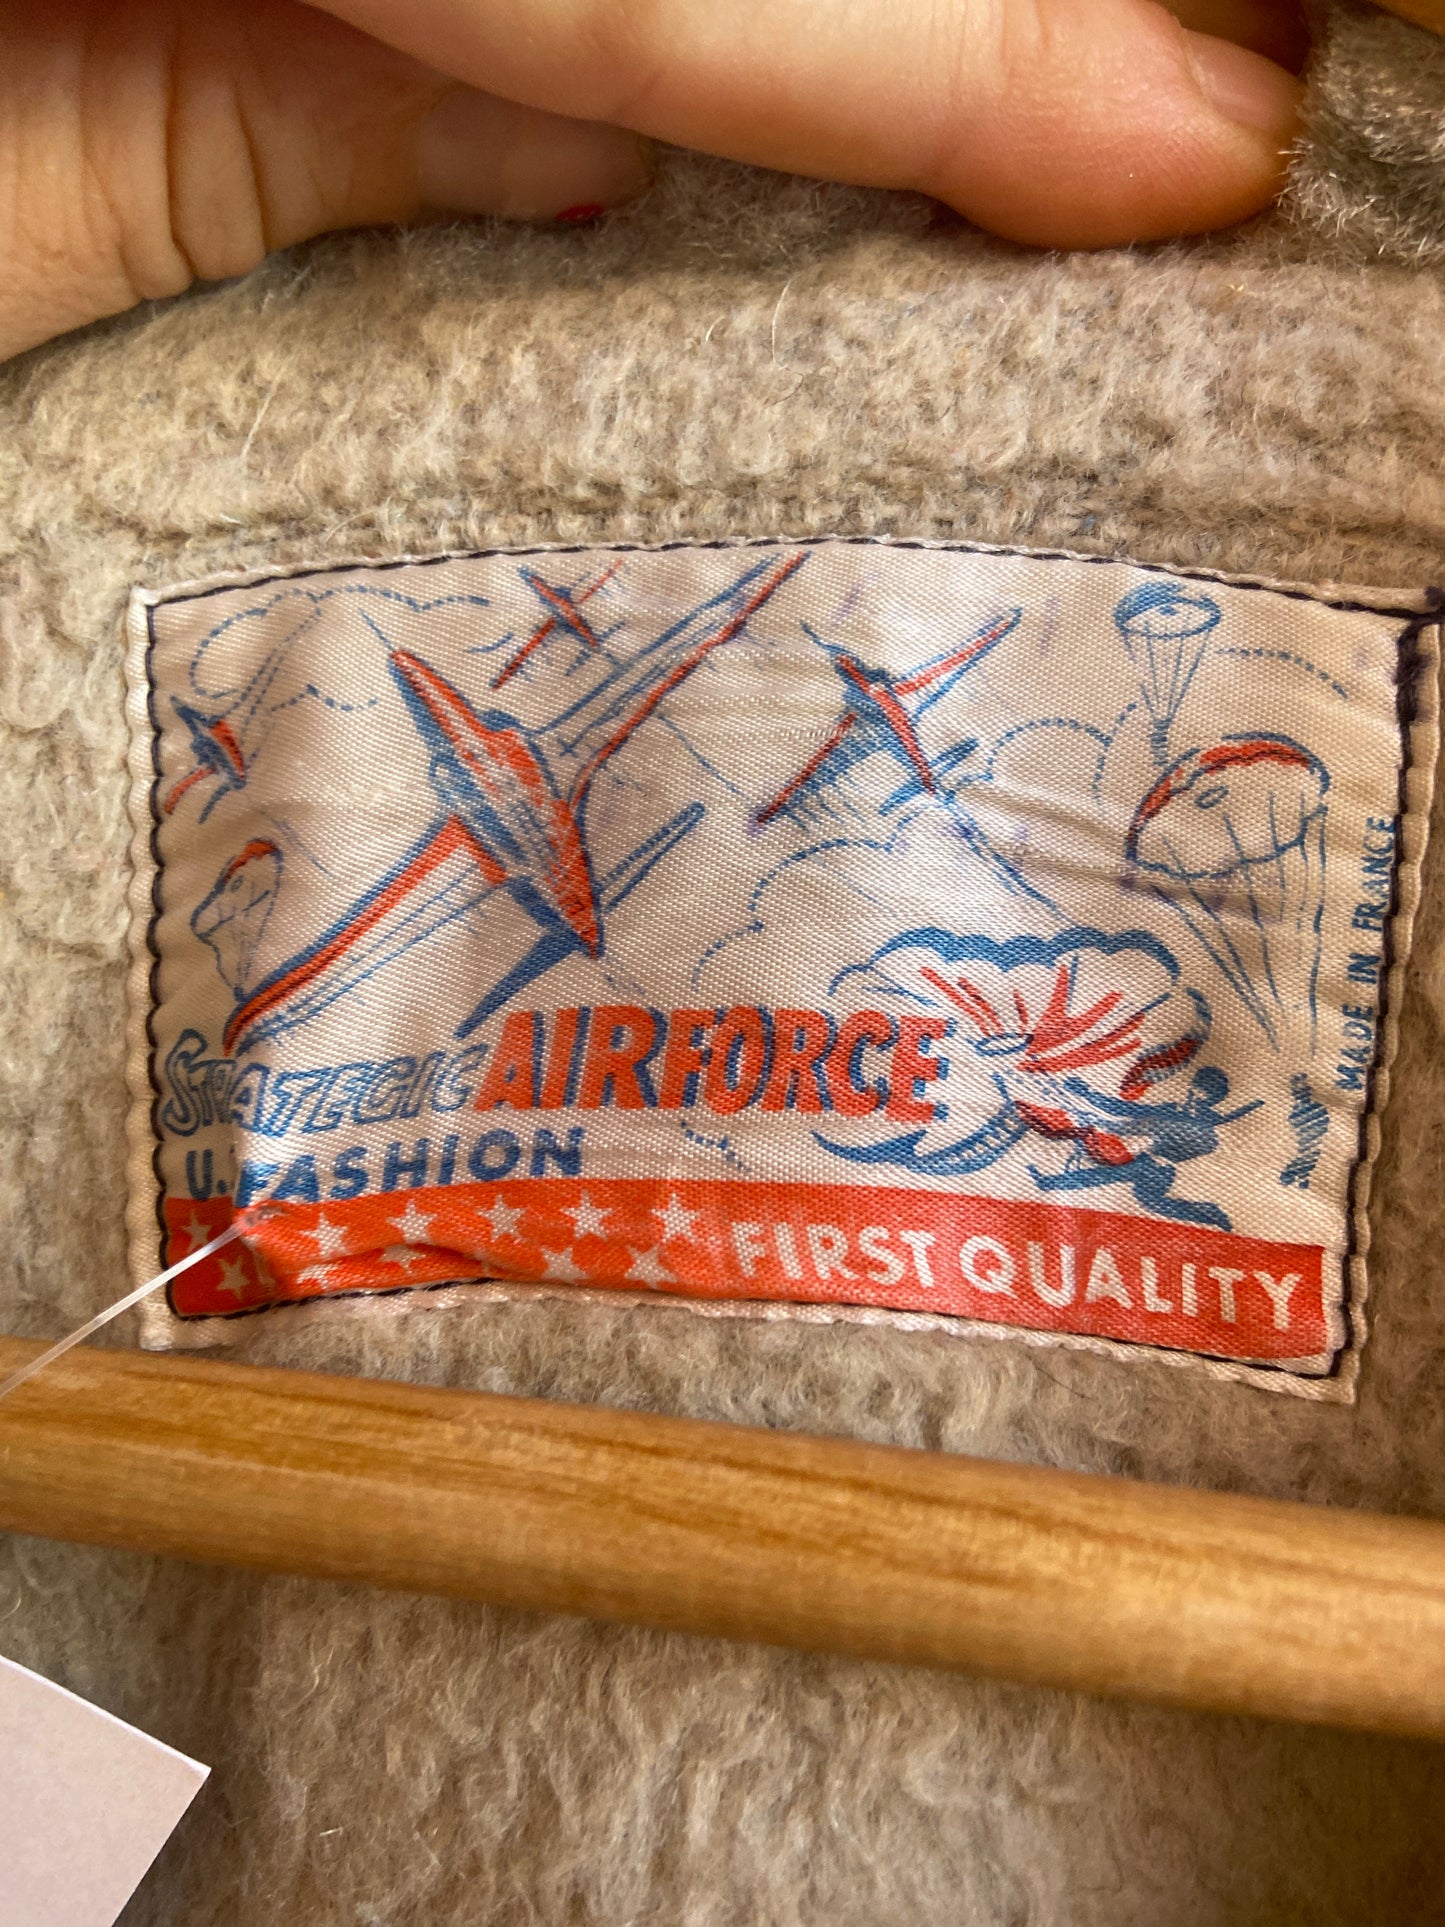 STRATEGIC AIRFORCE
FASHION
FIRST QUALITY
MADE IN FRANCE